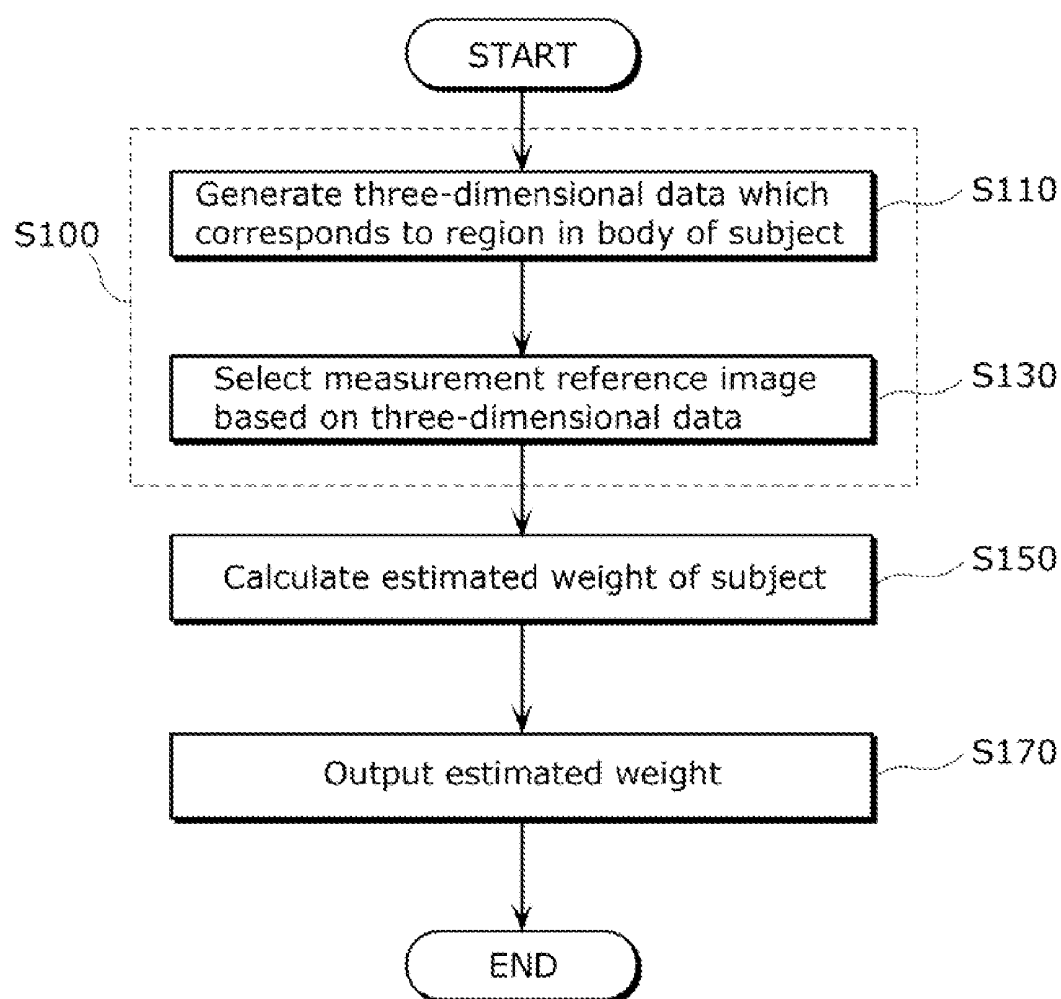 START
Generate three-dimensional data which
corresponds to region in body of subject
S110
S100
Select measurement reference image
based on three-dimensional data
S130
Calculate estimated weight of subject
S150
Output estimated weight
S170
END